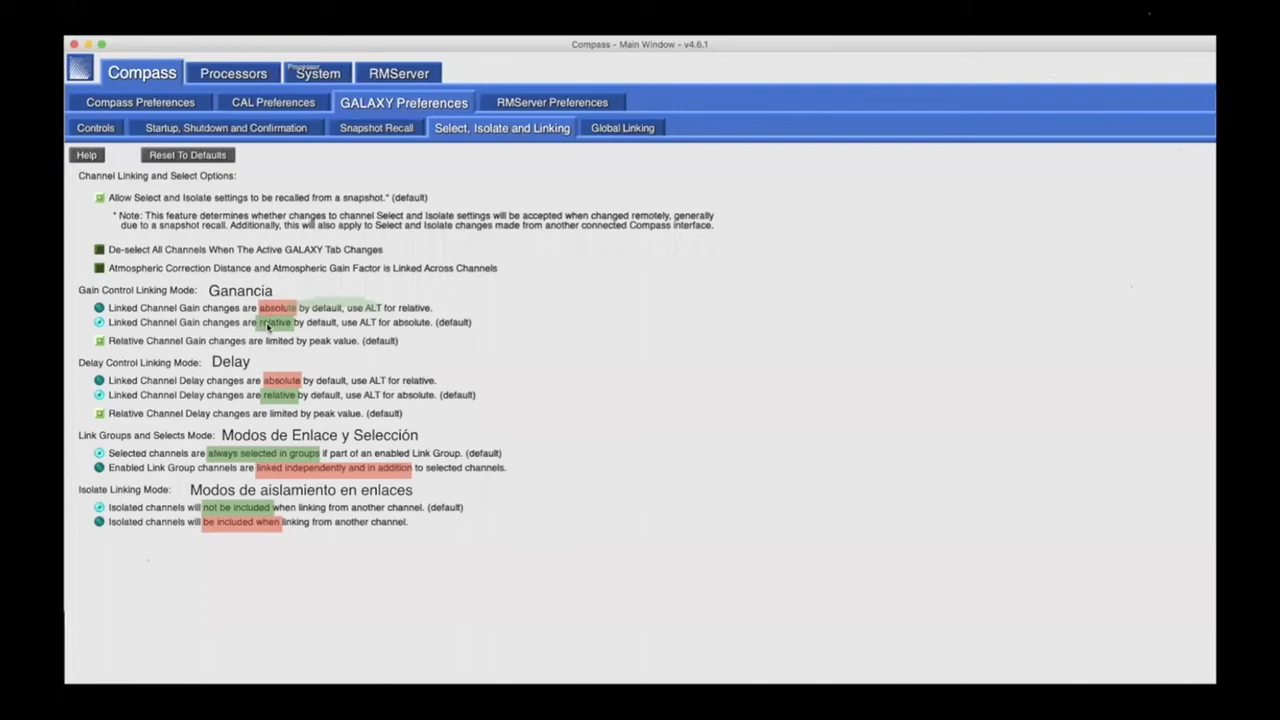 Compass - Main Window - v4.6.1
Compass Processors Processor System RMServer
Compass Preferences CAL Preferences GALAXY Preferences RMServer Preferences
Controls Startup, Shutdown and Confirmation Snapshot Recall Select, Isolate and Linking Global Linking
Help Reset To Defaults
Channel Linking and Select Options:
Allow Select and Isolate settings to be recalled from a snapshot.* (default)
* Note: This feature determines whether changes to channel Select and Isolate settings will be accepted when changed remotely, generally
due to a snapshot recall. Additionally, this will also apply to Select and Isolate changes made from another connected Compass interface.
De-select All Channels When The Active GALAXY Tab Changes
Atmospheric Correction Distance and Atmospheric Gain Factor is Linked Across Channels
Gain Control Linking Mode: Ganancia
Linked Channel Gain changes are absolute by default, use ALT for relative.
Linked Channel Gain changes are relative by default, use ALT for absolute. (default)
Relative Channel Gain changes are limited by peak value. (default)
Delay Control Linking Mode: Delay
Linked Channel Delay changes are absolute by default, use ALT for relative.
Linked Channel Delay changes are relative by default, use ALT for absolute. (default)
Relative Channel Delay changes are limited by peak value. (default)
Link Groups and Selects Mode: Modos de Enlace y Selección
Selected channels are always selected in groups if part of an enabled Link Group. (default)
Enabled Link Group channels are linked independently and in addition to selected channels.
Isolate Linking Mode: Modos de aislamiento en enlaces
Isolated channels will not be included when linking from another channel. (default)
Isolated channels will be included when linking from another channel.